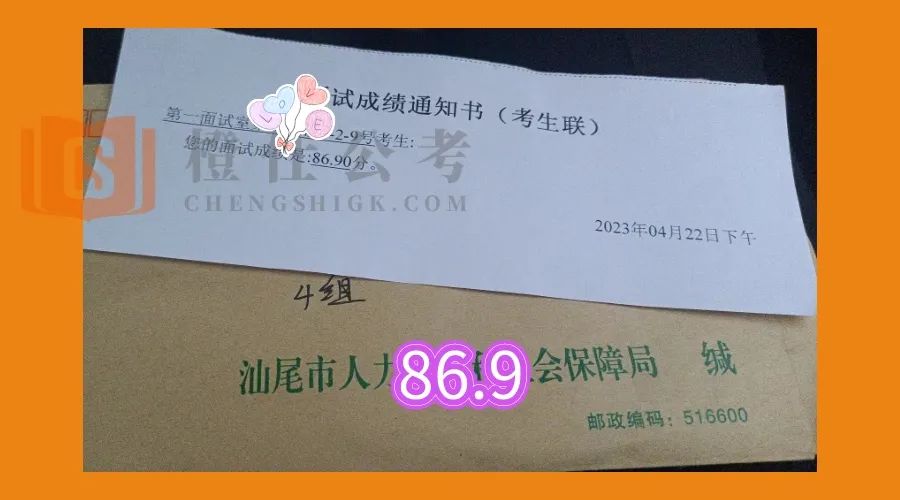 试成绩通知书（考生联）
第一面试室 -2-9号考生:
您的面试成绩是:86.90分。
橙仕公考
CHENGSHIGK.COM
2023年04月22日下午
4组
汕尾市人力 会保障局 缄
86.9
邮政编码：516600
LOVE